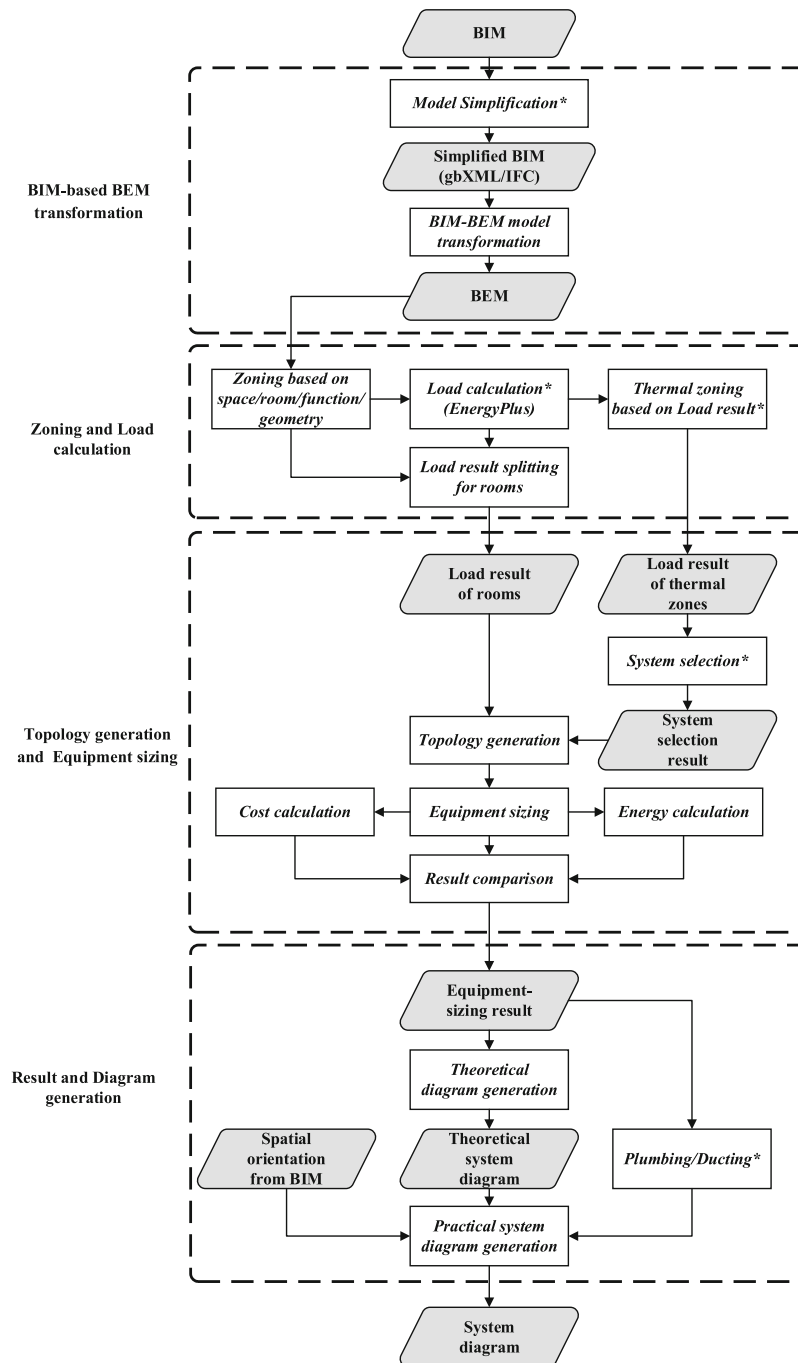 BIM
Model Simplification*
Simplified BIM
(gbXML/IFC)
BIM-based BEM
transformation
BIM-BEM model
transformation
BEM
Zoning based on
space/room/function/
geometry
Load calculation*
(EnergyPlus)
Thermal zoning
based on Load result*
Zoning and Load
calculation
Load result splitting
for rooms
Load result
of rooms
Load result
of thermal
zones
System selection*
Topology generation
and Equipment sizing
Topology generation
System
selection
result
Cost calculation
Equipment sizing
Energy calculation
Result comparison
Equipment-
sizing result
Result and Diagram
generation
Theoretical
diagram generation
Spatial
orientation
from BIM
Theoretical
system
diagram
Plumbing/Ducting*
Practical system
diagram generation
System
diagram